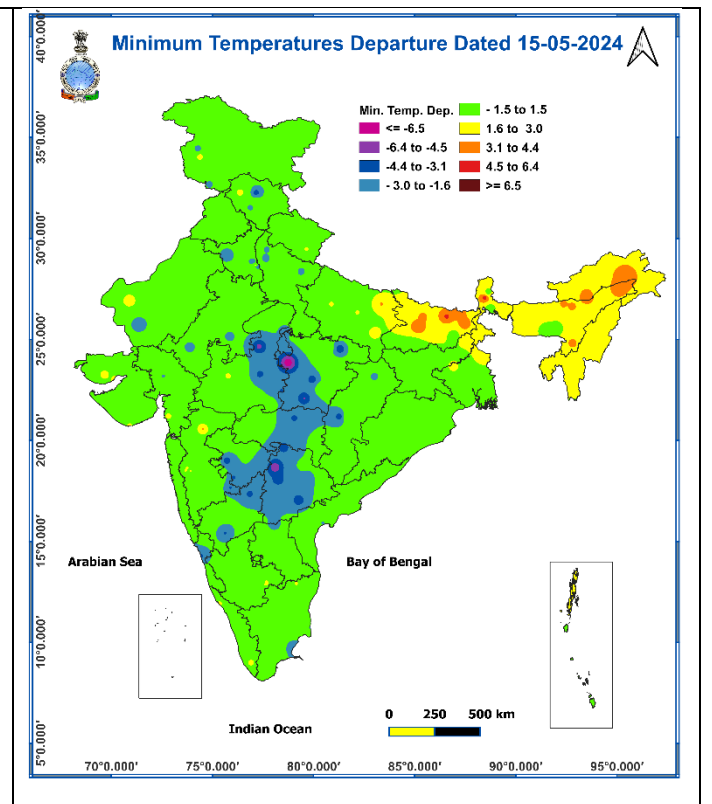 Minimum Temperatures Departure Dated 15-05-2024
Min. Temp. Dep.
<= -6.5
-6.4 to -4.5
-4.4 to -3.1
- 3.0 to -1.6
- 1.5 to 1.5
1.6 to 3.0
3.1 to 4.4
4.5 to 6.4
>= 6.5
40°0.000'
35°0.000'
30°0.000'
25°0.000'
20°0.000'
15°0.000'
10°0.000'
5°0.000'
Arabian Sea
Bay of Bengal
Indian Ocean
0 250 500 km
70°0.000' 75°0.000' 80°0.000' 85°0.000' 90°0.000' 95°0.000'